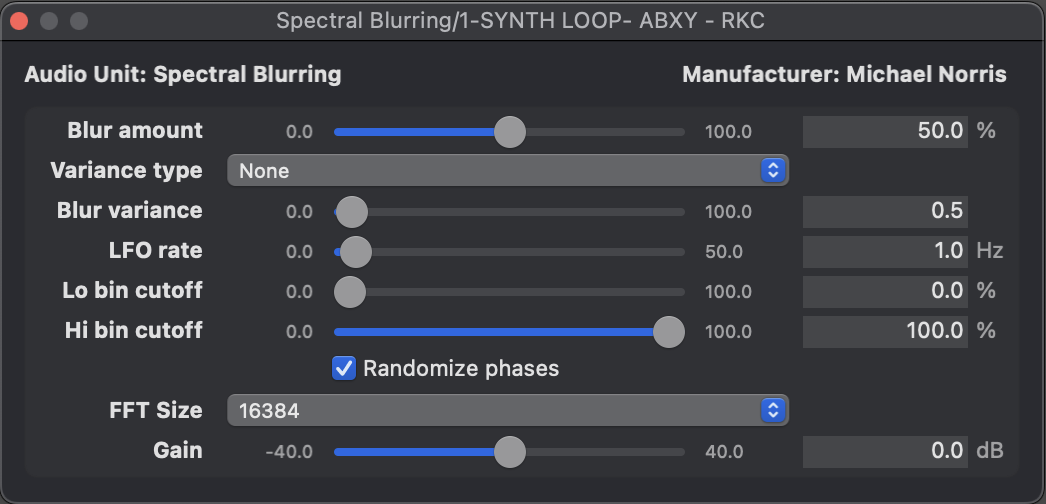 Spectral Blurring/1-SYNTH LOOP- ABXY - RKC
Audio Unit: Spectral Blurring Manufacturer: Michael Norris
Blur amount 0.0 100.0 50.0 %
Variance type None
Blur variance 0.0 100.0 0.5
LFO rate 0.0 50.0 1.0 Hz
Lo bin cutoff 0.0 100.0 0.0 %
Hi bin cutoff 0.0 100.0 100.0 %
Randomize phases
FFT Size 16384
Gain -40.0 40.0 0.0 dB